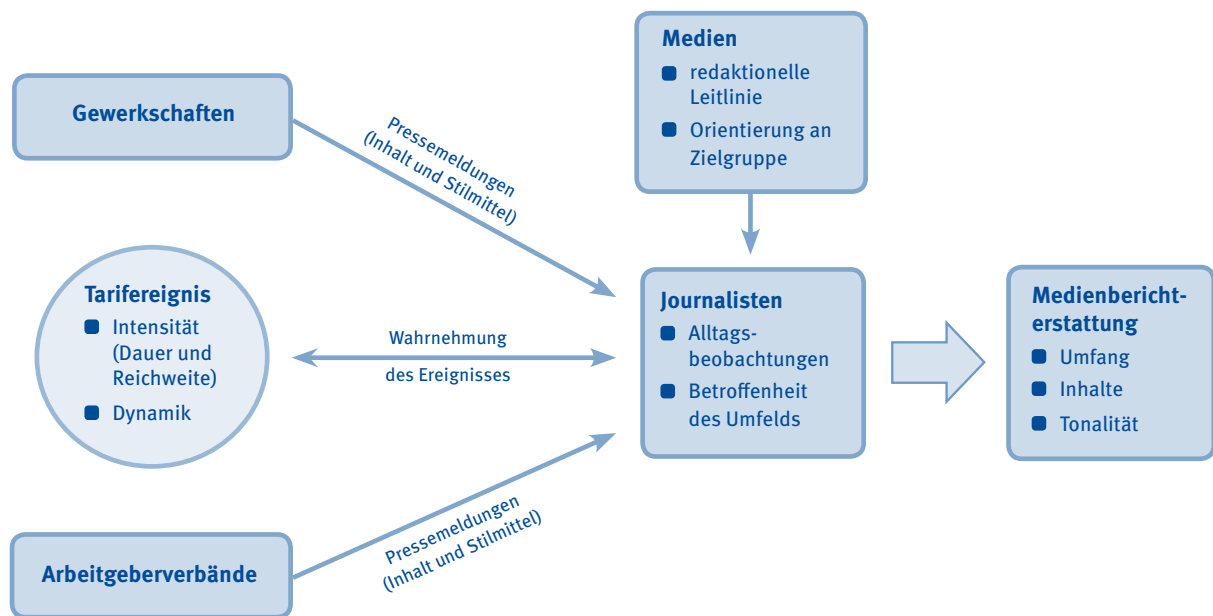 Medien
redaktionelle
Leitlinie
Orientierung an
Zielgruppe
Gewerkschaften
Pressemeldungen
(Inhalt und Stilmittel)
Tarifereignis
Intensität
(Dauer und
Reichweite)
Dynamik
Wahrnehmung
des Ereignisses
Journalisten
Alltags-
beobachtungen
Betroffenheit
des Umfelds
Medienbericht-
erstattung
Umfang
Inhalte
Tonalität
Pressemeldungen
(Inhalt und Stilmittel)
Arbeitgeberverbände